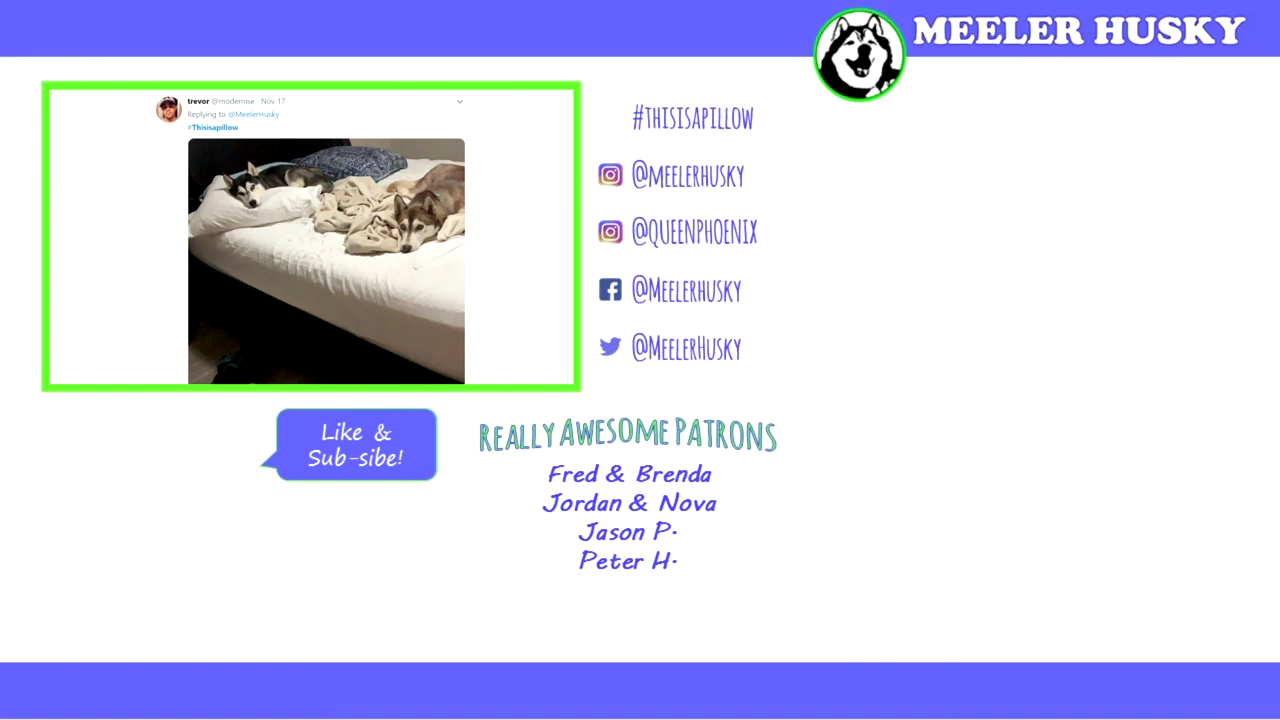 MEELER HUSKY
trevor @modemise · Nov 17
Replying to @MeelerHusky
#Thisisapillow
#THISISAPILLOW
@MEELERHUSKY
@QUEENPHOENIX
@MEELERHUSKY
@MEELERHUSKY
Like &
Sub-sibe!
REALLY AWESOME PATRONS
Fred & Brenda
Jordan & Nova
Jason P.
Peter H.